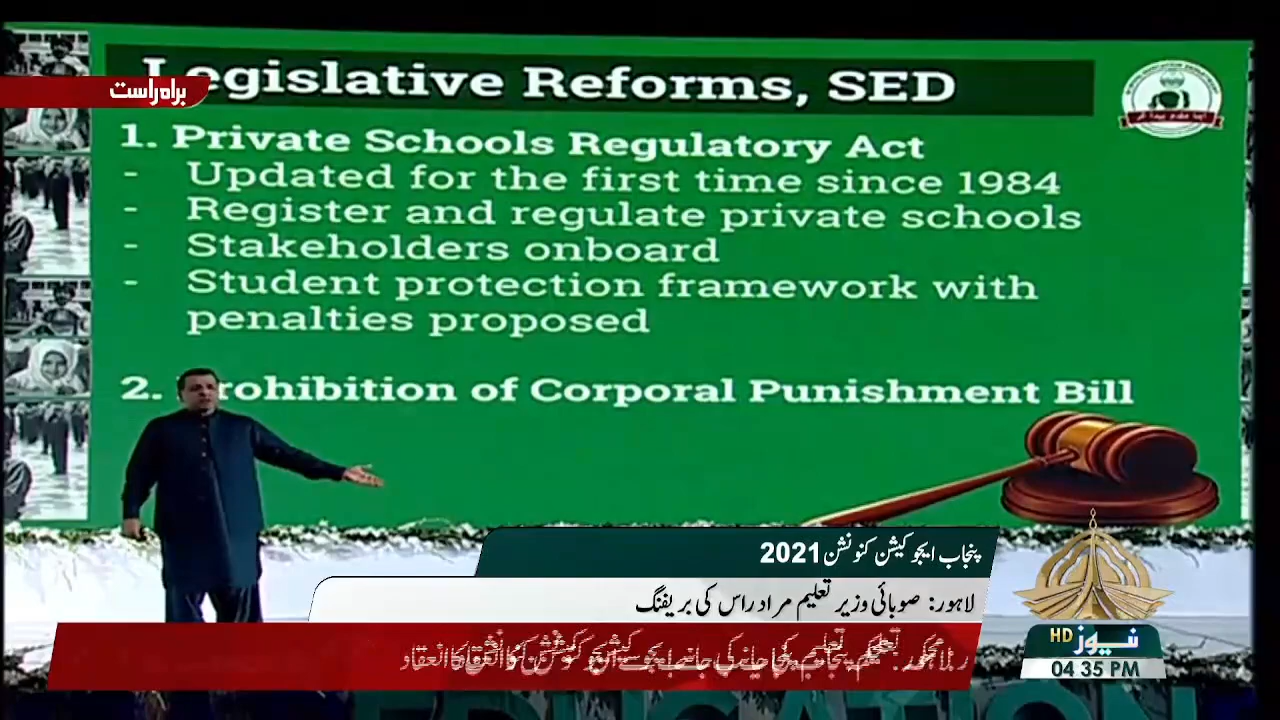 Legislative Reforms, SED
براہ راست
1. Private Schools Regulatory Act
- Updated for the first time since 1984
- Register and regulate private schools
- Stakeholders onboard
- Student protection framework with
penalties proposed
2. Prohibition of Corporal Punishment Bill
پنجاب ایجوکیشن کنونشن 2021
لاہور: صوبائی وزیر تعلیم مراد راس کی بریفنگ
نیوز HD
04:35 PM
EDUCATION